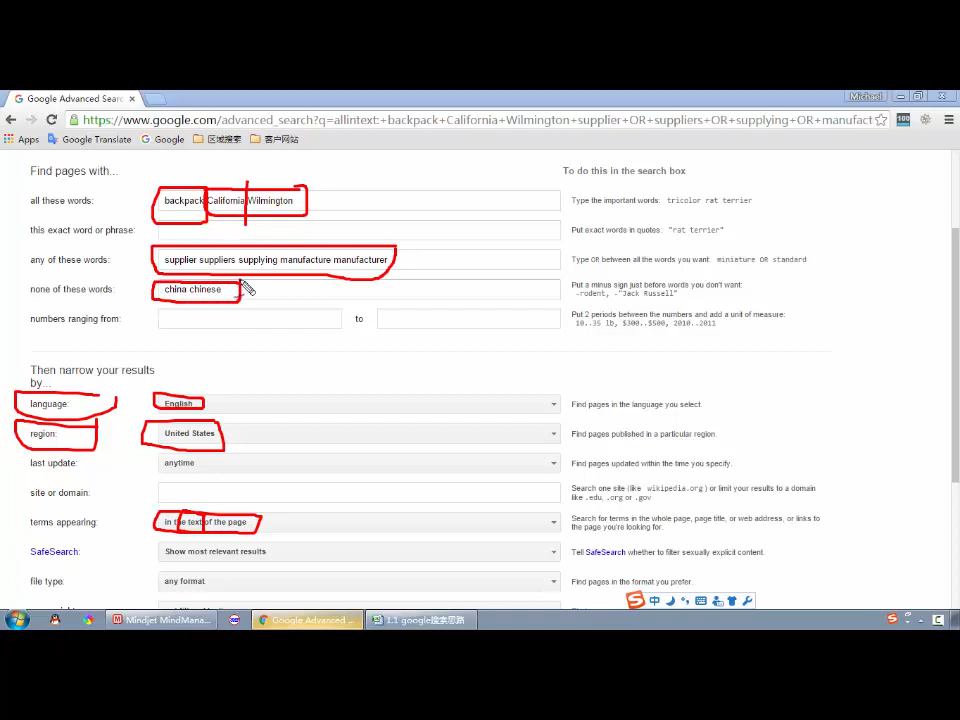 Google Advanced Searc
Michael
https://www.google.com/advanced_search?q=allintext:+backpack+California+Wilmington+supplier+OR+suppliers+OR+supplying+OR+manufact
100
Apps Google Translate Google 区域搜索 客户网站
Find pages with... To do this in the search box
all these words: backpack California Wilmington Type the important words: tricolor rat terrier
this exact word or phrase: Put exact words in quotes: "rat terrier"
any of these words: supplier suppliers supplying manufacture manufacturer Type OR between all the words you want: miniature OR standard
none of these words: china chinese Put a minus sign just before words you don't want:
-rodent, -"Jack Russell"
numbers ranging from: to Put 2 periods between the numbers and add a unit of measure:
10..35 lb, $300..$500, 2010..2011
Then narrow your results
by...
language: English Find pages in the language you select.
region: United States Find pages published in a particular region.
last update: anytime Find pages updated within the time you specify.
site or domain: Search one site (like wikipedia.org) or limit your results to a domain
like .edu, .org or .gov
terms appearing: in the text of the page Search for terms in the whole page, page title, or web address, or links to
the page you're looking for.
SafeSearch: Show most relevant results Tell SafeSearch whether to filter sexually explicit content.
file type: any format Find pages in the format you prefer.
中
Mindjet MindMana... Google Advanced ... 1.1 google搜索思路